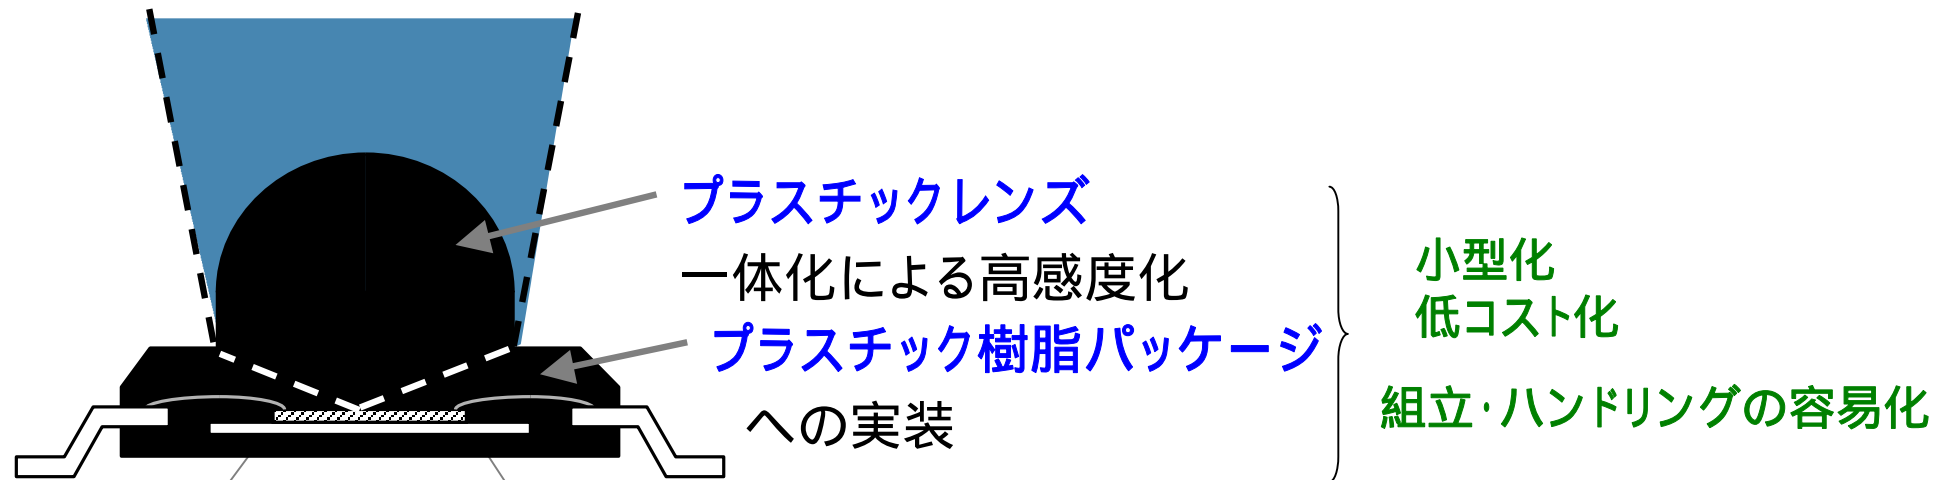 プラスチックレンズ
一体化による高感度化
プラスチック樹脂パッケージ
への実装
小型化
低コスト化
組立・ハンドリングの容易化